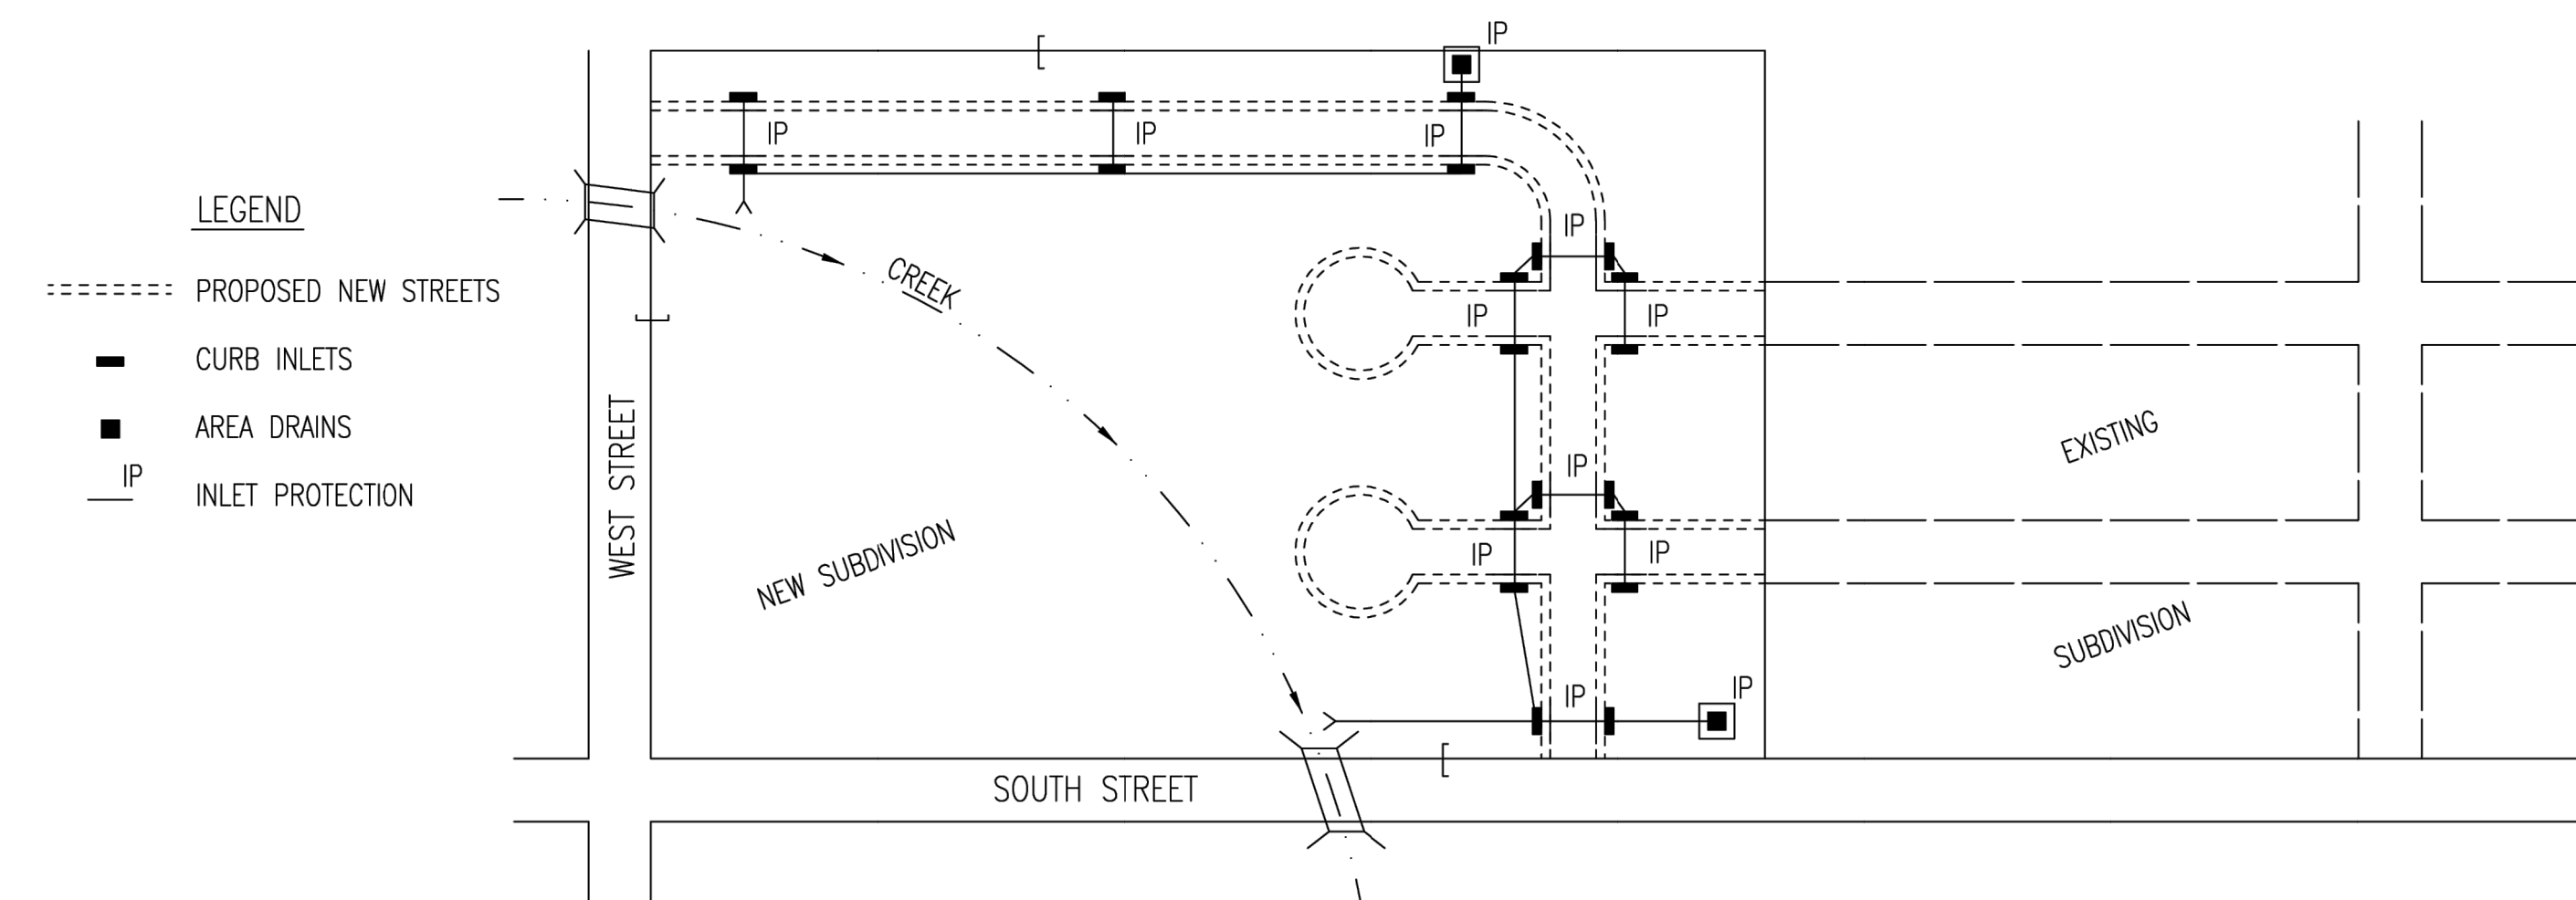 IP
IP
IP
IP
LEGEND
PROPOSED NEW STREETS
CURB INLETS
AREA DRAINS
IP
INLET PROTECTION
WEST STREET
CREEK
NEW SUBDIVISION
IP
IP
IP
IP
IP
IP
IP
IP
SOUTH STREET
EXISTING
SUBDIVISION